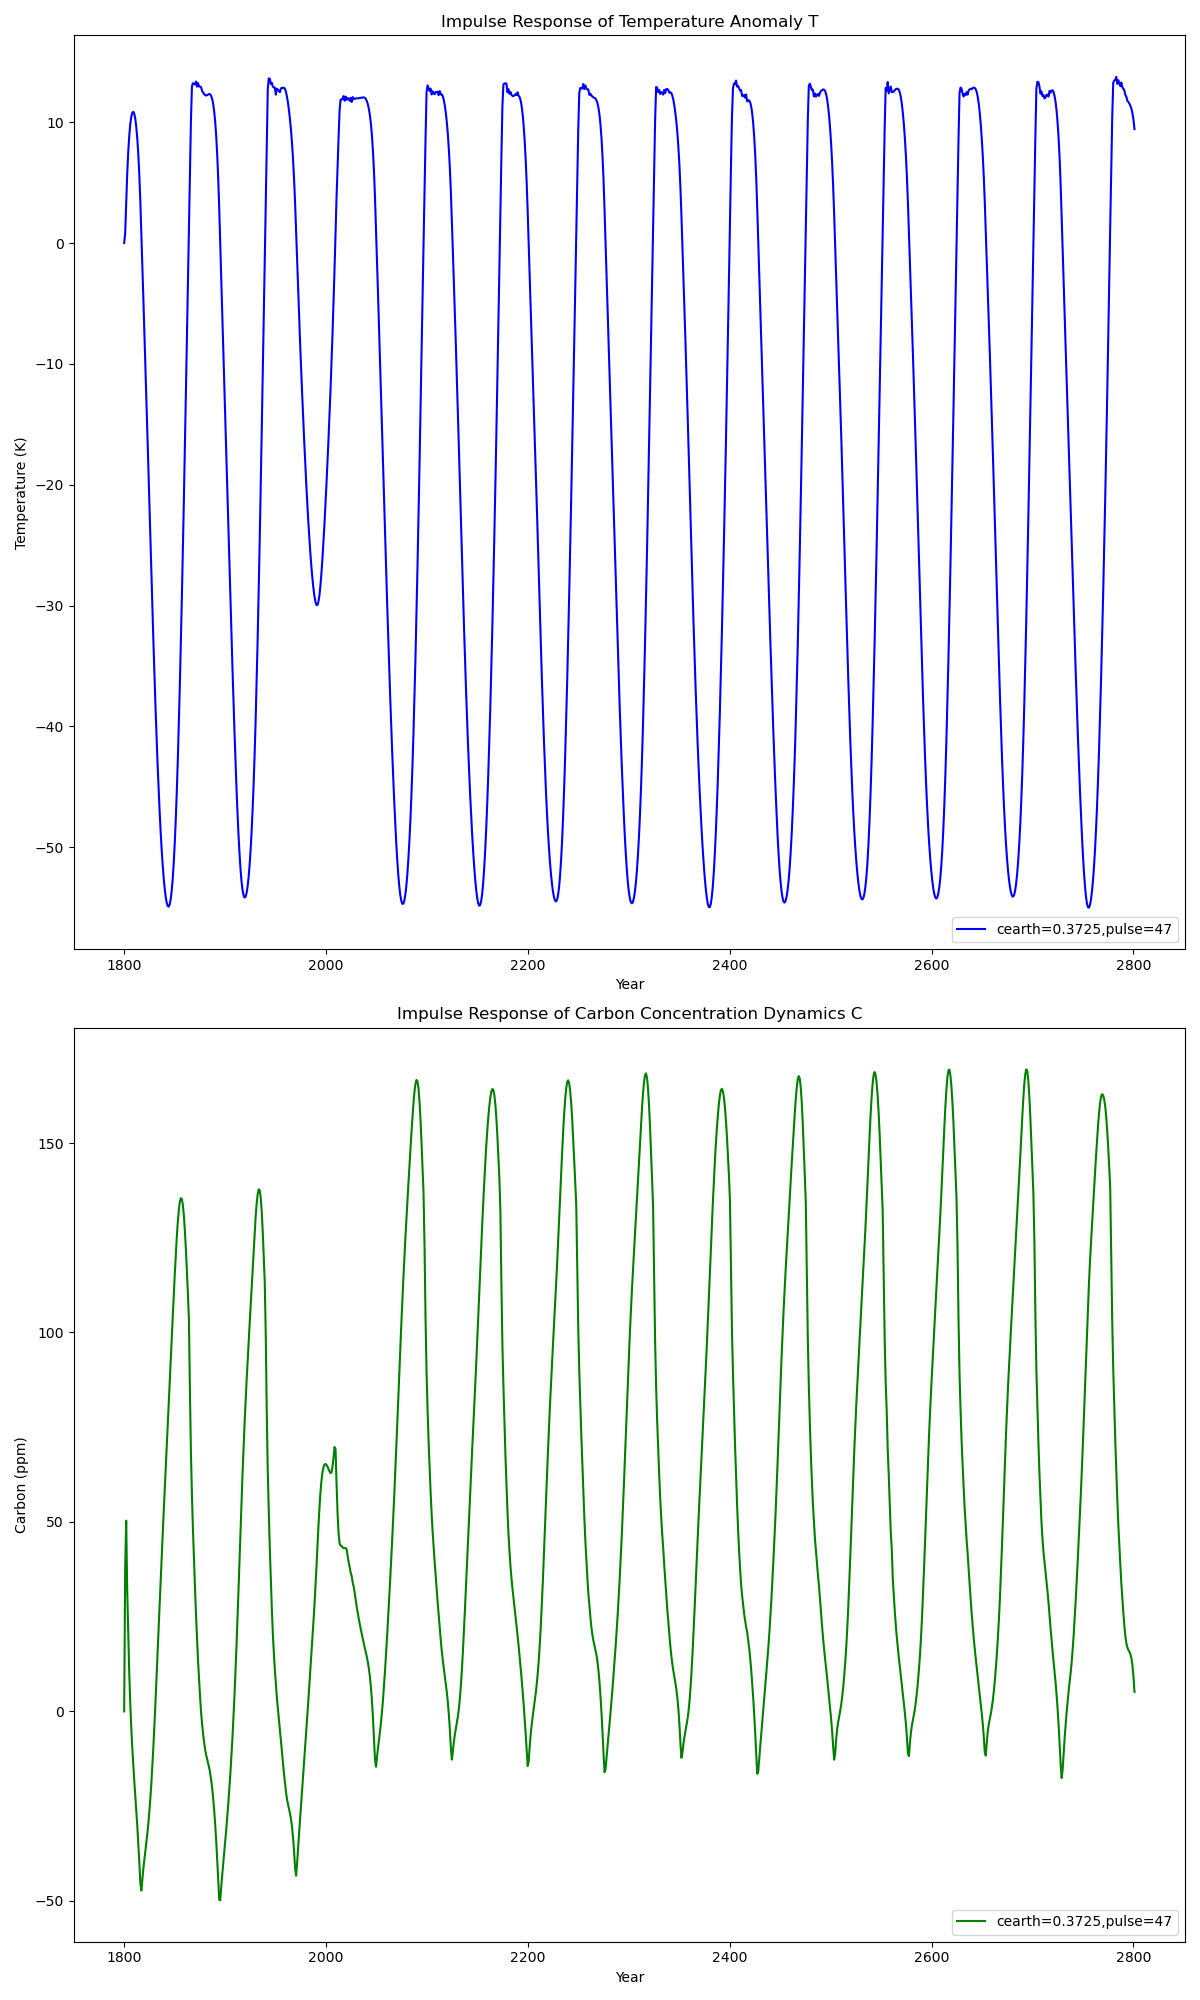 Impulse Response of Temperature Anomaly T
10
0
−10
−20
−30
−40
−50
Temperature (K)
1800 2000 2200 2400 2600 2800
Year
cearth=0.3725,pulse=47
Impulse Response of Carbon Concentration Dynamics C
150
100
50
0
−50
Carbon (ppm)
1800 2000 2200 2400 2600 2800
Year
cearth=0.3725,pulse=47